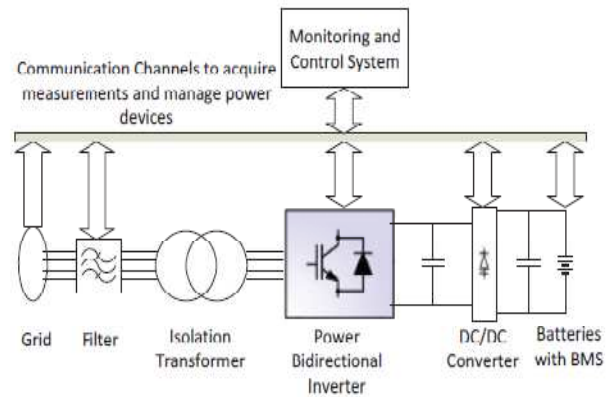 Monitoring and
Control System
Communication Channels to acquire
measurements and manage power
devices
Grid
Filter
Isolation
Transformer
Power
Bidirectional
Inverter
DC/DC
Converter
Batteries
with BMS